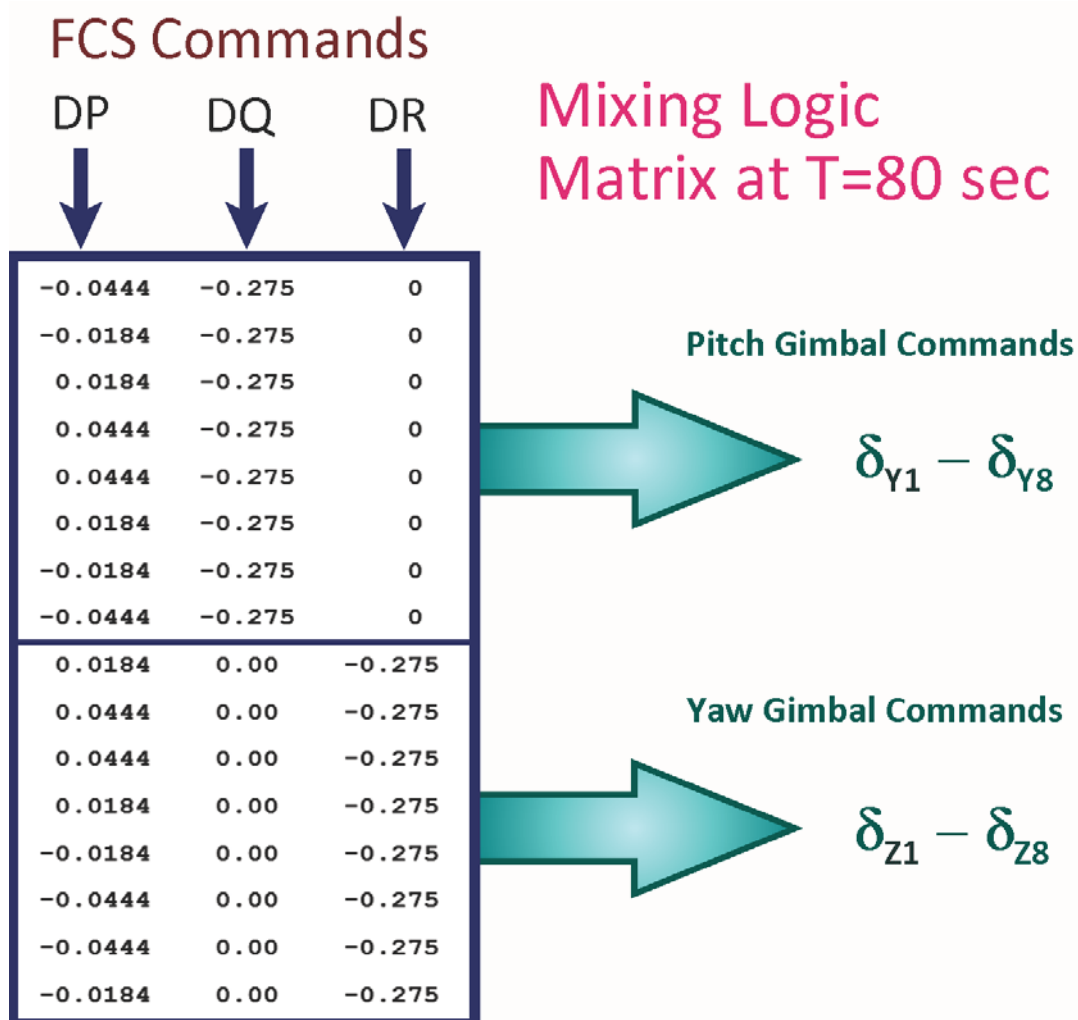 FCS Commands
DP DQ DR
Mixing Logic
Matrix at T=80 sec
-0.0444 -0.275 0
-0.0184 -0.275 0
0.0184 -0.275 0
0.0444 -0.275 0
0.0444 -0.275 0
0.0184 -0.275 0
-0.0184 -0.275 0
-0.0444 -0.275 0
Pitch Gimbal Commands
δY1 – δY8
0.0184 0.00 -0.275
0.0444 0.00 -0.275
0.0444 0.00 -0.275
0.0184 0.00 -0.275
-0.0184 0.00 -0.275
-0.0444 0.00 -0.275
-0.0444 0.00 -0.275
-0.0184 0.00 -0.275
Yaw Gimbal Commands
δZ1 – δZ8